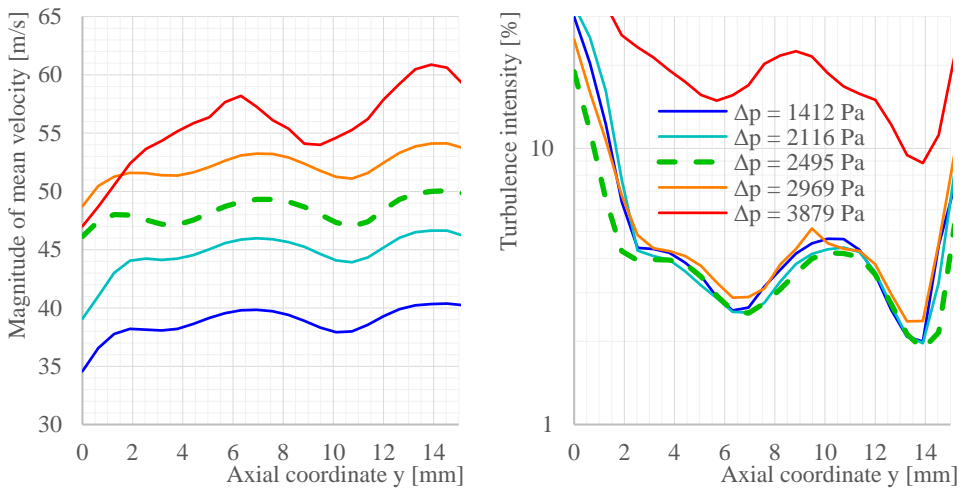 Magnitude of mean velocity [m/s]
65
60
55
50
45
40
35
30
0 2 4 6 8 10 12 14
Axial coordinate y [mm]
Turbulence intensity [%]
10
1
Δp = 1412 Pa
Δp = 2116 Pa
Δp = 2495 Pa
Δp = 2969 Pa
Δp = 3879 Pa
0 2 4 6 8 10 12 14
Axial coordinate y [mm]